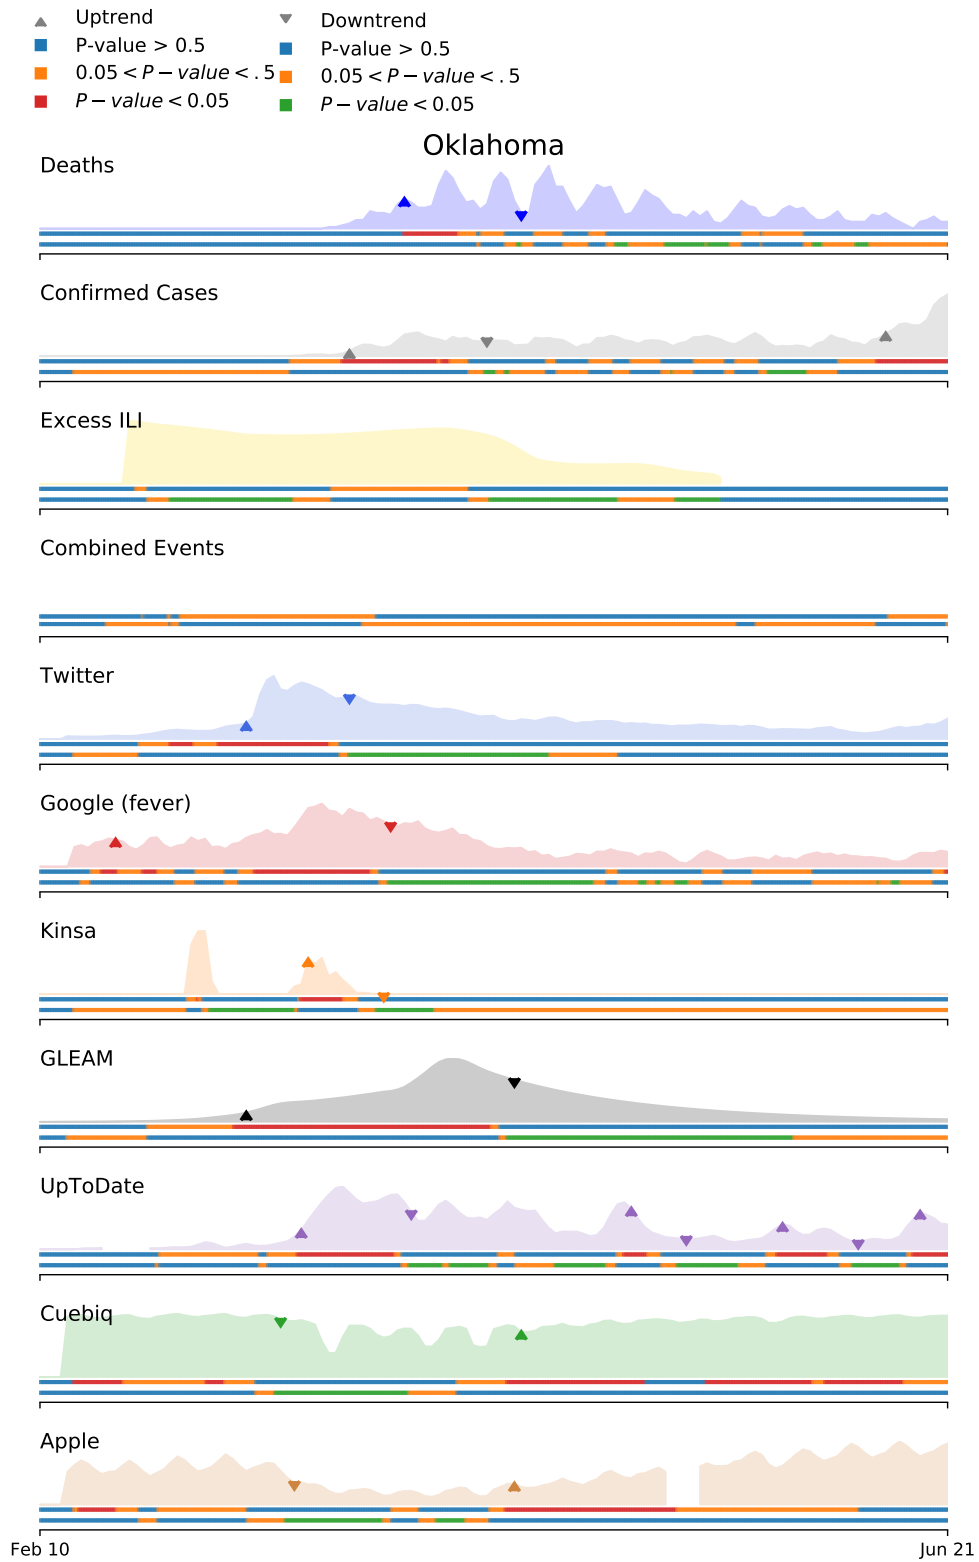 Uptrend
P-value > 0.5
0.05 < P − value < .5
P − value < 0.05
Downtrend
P-value > 0.5
0.05 < P − value < .5
P − value < 0.05
Oklahoma
Deaths
Confirmed Cases
Excess ILI
Combined Events
Twitter
Google (fever)
Kinsa
GLEAM
UpToDate
Cuebiq
Apple
Feb 10
Jun 21